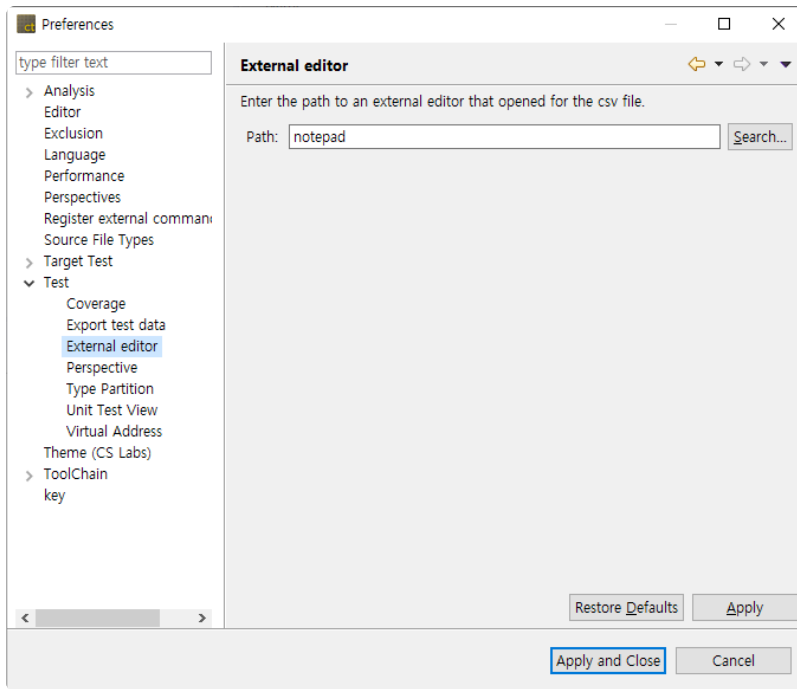 ct Preferences
type filter text
Analysis
Editor
Exclusion
Language
Performance
Perspectives
Register external comman
Source File Types
Target Test
Test
Coverage
Export test data
External editor
Perspective
Type Partition
Unit Test View
Virtual Address
Theme (CS Labs)
ToolChain
key
External editor
Enter the path to an external editor that opened for the csv file.
Path: notepad Search...
Restore Defaults Apply
Apply and Close Cancel